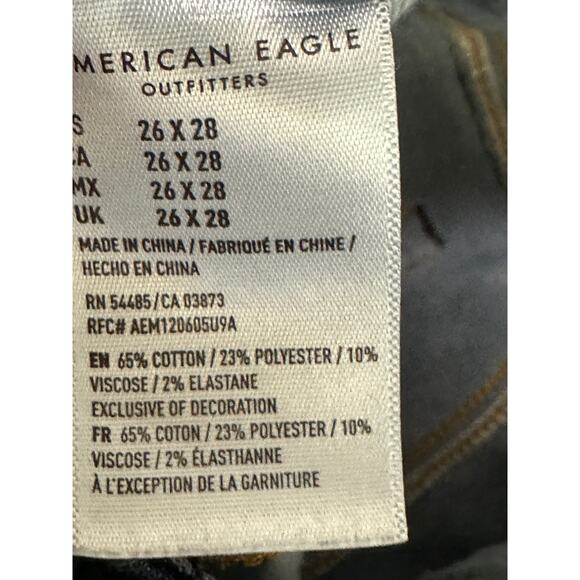 MERICAN EAGLE
OUTFITTERS
S 26 X 28
CA 26 X 28
MX 26 X 28
UK 26 X 28
MADE IN CHINA / FABRIQUÉ EN CHINE /
HECHO EN CHINA
RN 54485/CA 03873
RFC# AEM120605U9A
EN 65% COTTON / 23% POLYESTER / 10%
VISCOSE / 2% ELASTANE
EXCLUSIVE OF DECORATION
FR 65% COTON / 23% POLYESTER / 10%
VISCOSE / 2% ÉLASTHANNE
À L'EXCEPTION DE LA GARNITURE